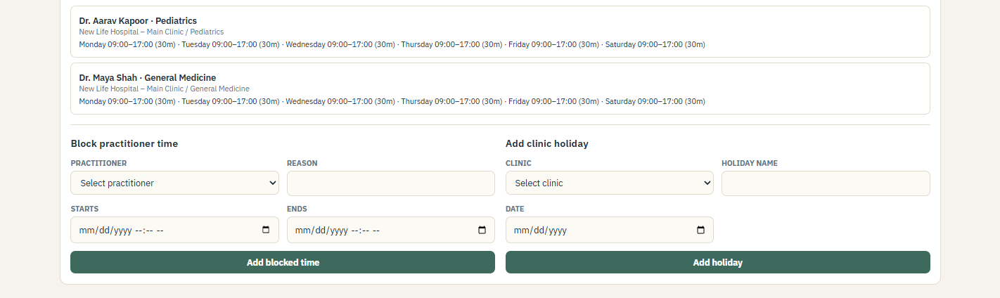 Dr. Aarav Kapoor · Pediatrics
New Life Hospital – Main Clinic / Pediatrics
Monday 09:00–17:00 (30m) · Tuesday 09:00–17:00 (30m) · Wednesday 09:00–17:00 (30m) · Thursday 09:00–17:00 (30m) · Friday 09:00–17:00 (30m) · Saturday 09:00–17:00 (30m)
Dr. Maya Shah · General Medicine
New Life Hospital – Main Clinic / General Medicine
Monday 09:00–17:00 (30m) · Tuesday 09:00–17:00 (30m) · Wednesday 09:00–17:00 (30m) · Thursday 09:00–17:00 (30m) · Friday 09:00–17:00 (30m) · Saturday 09:00–17:00 (30m)
Block practitioner time
PRACTITIONER
REASON
Select practitioner
STARTS
ENDS
mm/dd/yyyy --:-- --
mm/dd/yyyy --:-- --
Add blocked time
Add clinic holiday
CLINIC
HOLIDAY NAME
Select clinic
DATE
mm/dd/yyyy
Add holiday